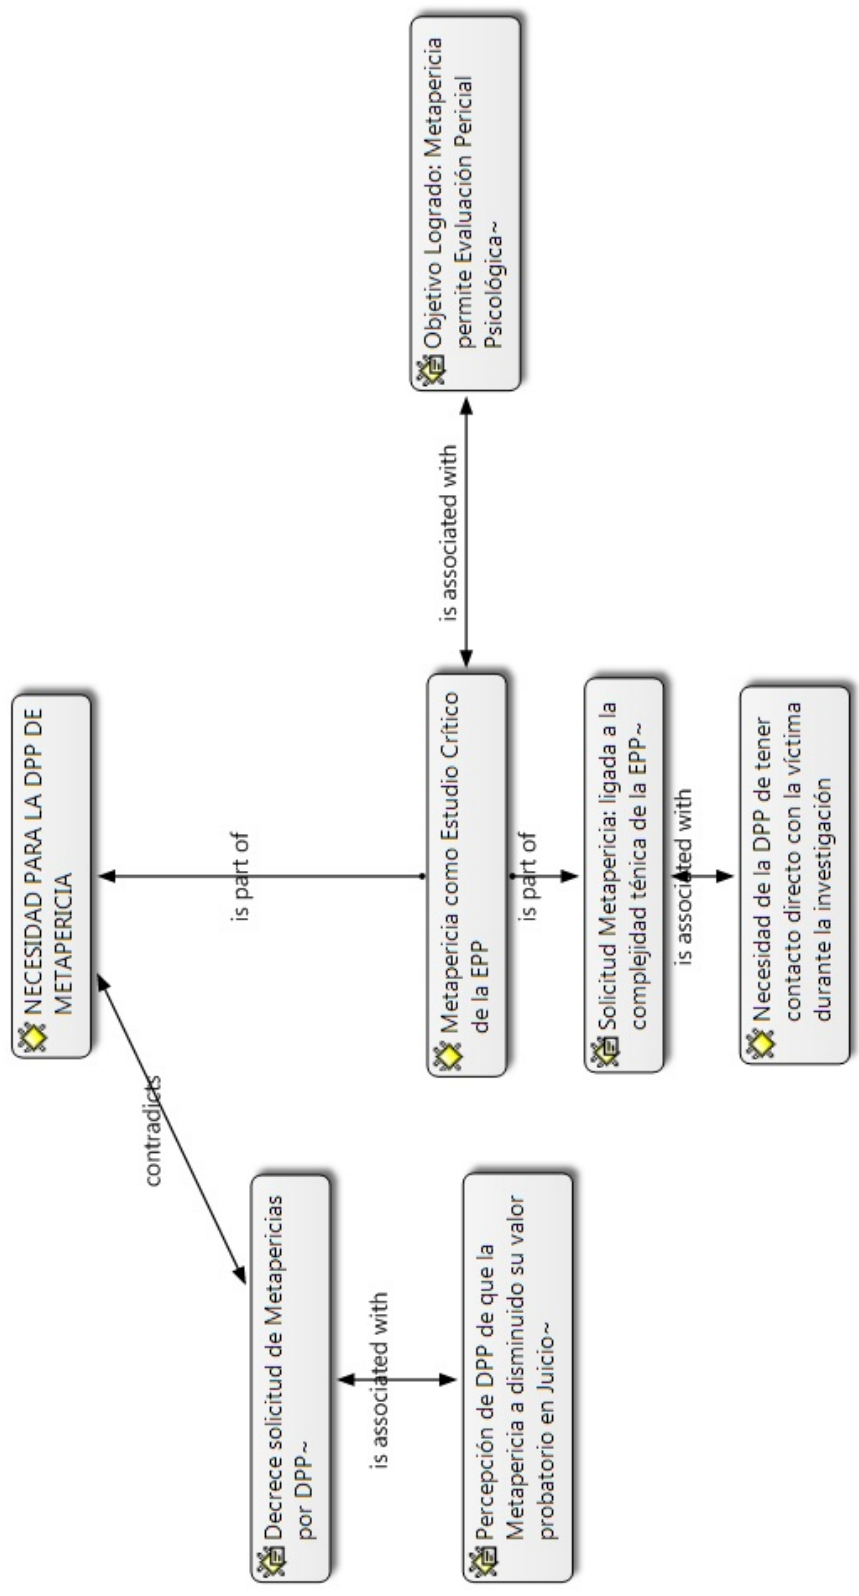 NECESIDAD PARA LA DPP DE
METAPERICIA
contradicts
is part of
Decrece solicitud de Metapericias
por DPP~
is associated with
Percepción de DPP de que la
Metapericia a disminuido su valor
probatorio en Juicio~
Metapericia como Estudio Crítico
de la EPP
is associated with
Objetivo Logrado: Metapericia
permite Evaluación Pericial
Psicológica~
is part of
Solicitud Metapericia: ligada a la
complejidad ténica de la EPP~
is associated with
Necesidad de la DPP de tener
contacto directo con la víctima
durante la investigación